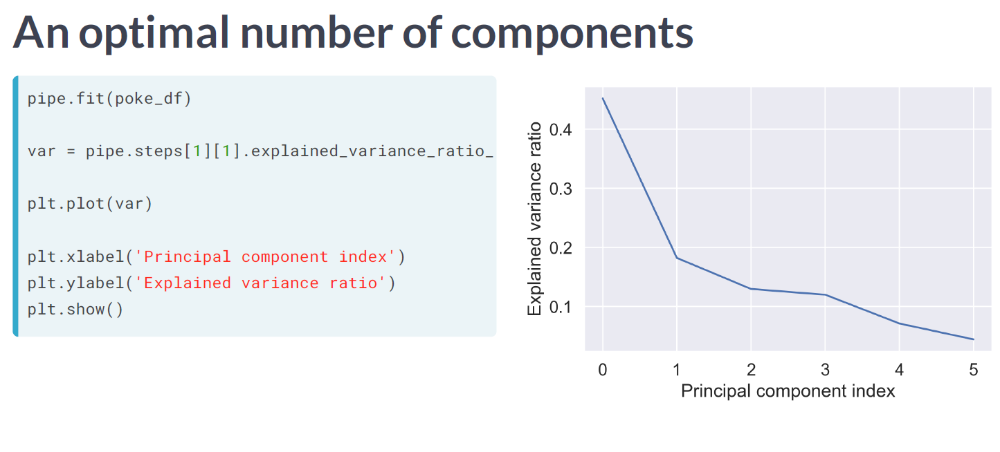 An optimal number of components
pipe.fit(poke_df)
var = pipe.steps[1][1].explained_variance_ratio_
plt.plot(var)
plt.xlabel('Principal component index')
plt.ylabel('Explained variance ratio')
plt.show()
Explained variance ratio
0.4
0.3
0.2
0.1
0 1 2 3 4 5
Principal component index